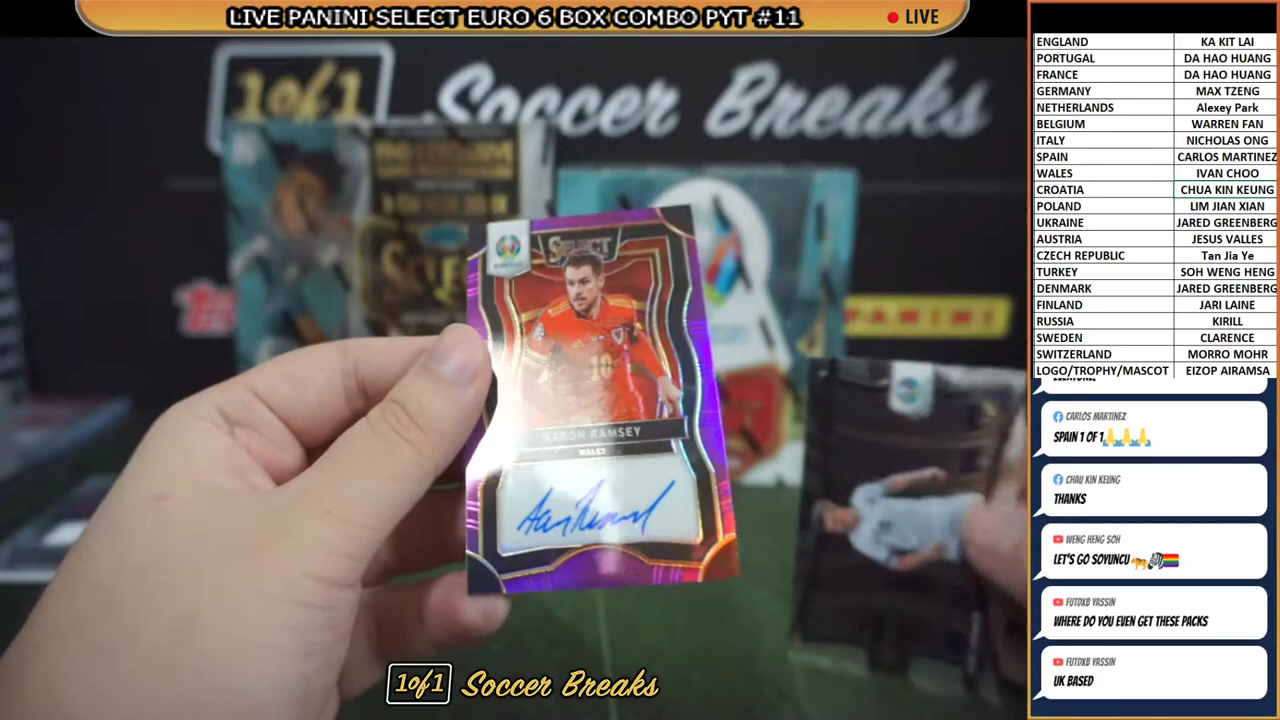 LIVE PANINI SELECT EURO 6 BOX COMBO PYT #11
LIVE
1of1 Soccer Breaks
SELECT
PANINI
10
AARON RAMSEY
WALES
1of1 Soccer Breaks
ENGLAND KA KIT LAI
PORTUGAL DA HAO HUANG
FRANCE DA HAO HUANG
GERMANY MAX TZENG
NETHERLANDS Alexey Park
BELGIUM WARREN FAN
ITALY NICHOLAS ONG
SPAIN CARLOS MARTINEZ
WALES IVAN CHOO
CROATIA CHUA KIN KEUNG
POLAND LIM JIAN XIAN
UKRAINE JARED GREENBERG
AUSTRIA JESUS VALLES
CZECH REPUBLIC Tan Jia Ye
TURKEY SOH WENG HENG
DENMARK JARED GREENBERG
FINLAND JARI LAINE
RUSSIA KIRILL
SWEDEN CLARENCE
SWITZERLAND MORRO MOHR
LOGO/TROPHY/MASCOT EIZOP AIRAMSA
CARLOS MARTINEZ
SPAIN 1 OF 1🙏🙏🙏
CHAU KIN KEUNG
THANKS
WENG HENG SOH
LET'S GO SOYUNCU
FUTDXB YASSIN
WHERE DO YOU EVEN GET THESE PACKS
FUTDXB YASSIN
UK BASED